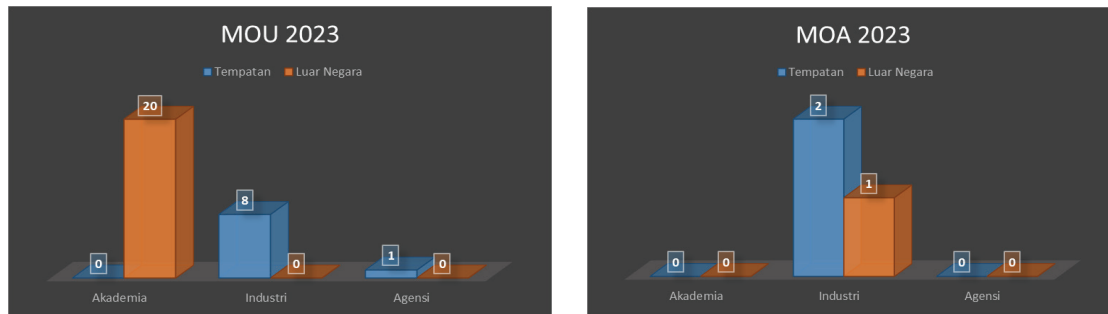 MOU 2023
Tempatan Luar Negara
20
8
1
0 0 0
Akademia Industri Agensi
MOA 2023
Tempatan Luar Negara
2
1
0 0 0 0
Akademia Industri Agensi